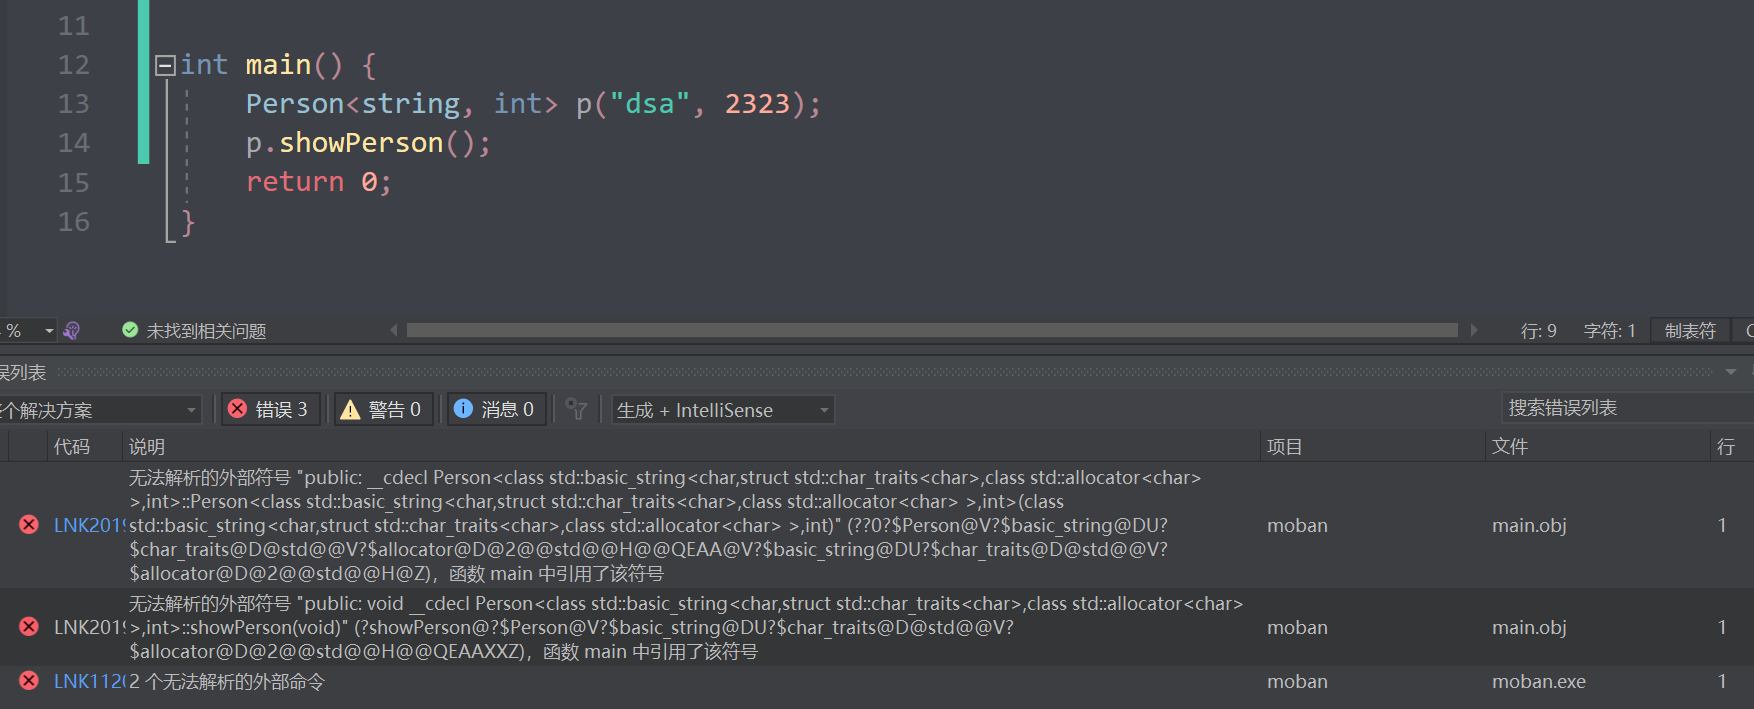 11
12 int main() {
13 Person<string, int> p("dsa", 2323);
14 p.showPerson();
15 return 0;
16 }
% 未找到相关问题 行: 9 字符: 1 制表符
误列表
个解决方案 错误 3 警告 0 消息 0 生成 + IntelliSense 搜索错误列表
代码 说明 项目 文件 行
无法解析的外部符号 "public: __cdecl Person<class std::basic_string<char,struct std::char_traits<char>,class std::allocator<char>
>,int>::Person<class std::basic_string<char,struct std::char_traits<char>,class std::allocator<char> >,int>(class
LNK2019 std::basic_string<char,struct std::char_traits<char>,class std::allocator<char> >,int)" (??0?$Person@V?$basic_string@DU? moban main.obj 1
$char_traits@D@std@@V?$allocator@D@2@@std@@H@@QEAA@V?$basic_string@DU?$char_traits@D@std@@V?
$allocator@D@2@@std@@H@Z)，函数 main 中引用了该符号
无法解析的外部符号 "public: void __cdecl Person<class std::basic_string<char,struct std::char_traits<char>,class std::allocator<char>
LNK2019 >,int>::showPerson(void)" (?showPerson@?$Person@V?$basic_string@DU?$char_traits@D@std@@V? moban main.obj 1
$allocator@D@2@@std@@H@@QEAAXXZ)，函数 main 中引用了该符号
LNK112 2 个无法解析的外部命令 moban moban.exe 1